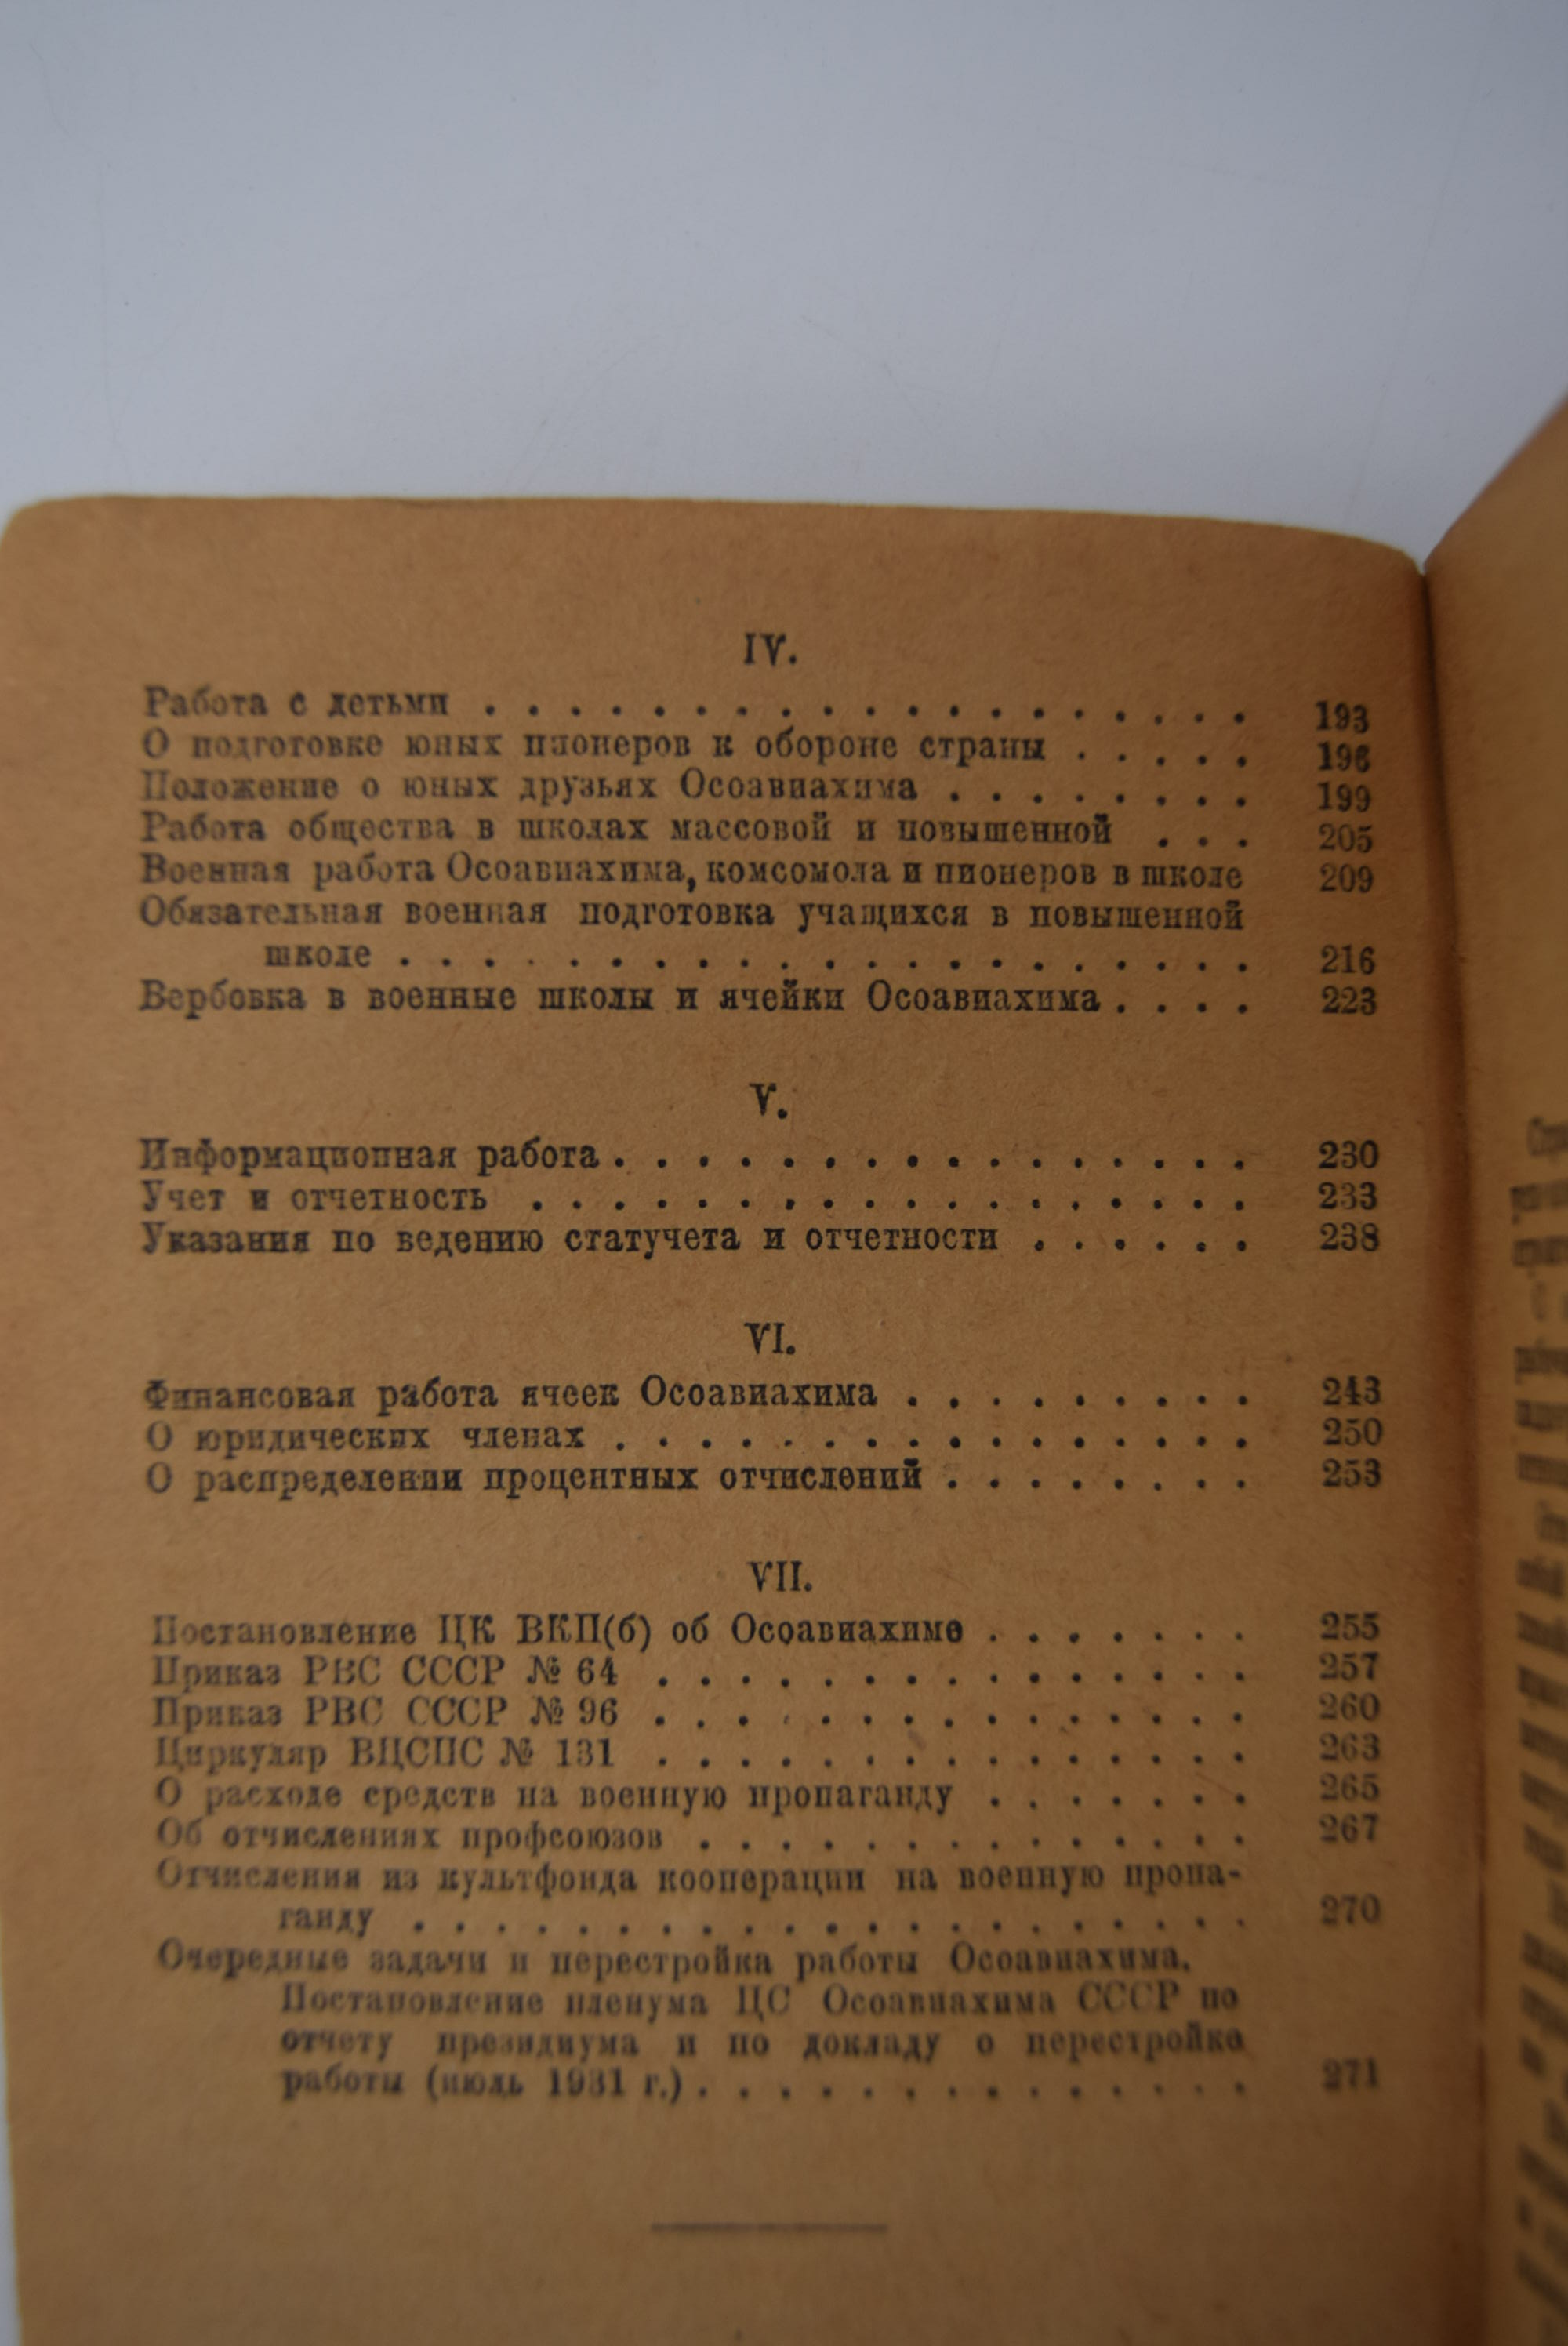 IV.
Работа с детьми . . . . . . . . . . . . . . . . . . . 193
О подготовке юных пионеров к обороне страны . . . . . 196
Положение о юных друзьях Осоавиахима . . . . . . . . 199
Работа общества в школах массовой и повышенной . . . 205
Военная работа Осоавиахима, комсомола и пионеров в школе 209
Обязательная военная подготовка учащихся в повышенной
школе . . . . . . . . . . . . . . . . . . . . . 216
Вербовка в военные школы и ячейки Осоавиахима . . . . 223
V.
Информационная работа . . . . . . . . . . . . . . . . 230
Учет и отчетность . . . . . . . . . . . . . . . . . . 233
Указания по ведению статучета и отчетности . . . . . . 238
VI.
Финансовая работа ячеек Осоавиахима . . . . . . . . . 243
О юридических членах . . . . . . . . . . . . . . . . 250
О распределении процентных отчислений . . . . . . . . 253
VII.
Постановление ЦК ВКП(б) об Осоавиахиме . . . . . . . 255
Приказ РВС СССР № 64 . . . . . . . . . . . . . . . 257
Приказ РВС СССР № 96 . . . . . . . . . . . . . . . 260
Циркуляр ВЦСПС № 131 . . . . . . . . . . . . . . . 263
О расходе средств на военную пропаганду . . . . . . . 265
Об отчислениях профсоюзов . . . . . . . . . . . . . . 267
Отчисления из культфонда кооперации на военную пропа-
ганду . . . . . . . . . . . . . . . . . . . . . 270
Очередные задачи и перестройка работы Осоавиахима.
Постановление пленума ЦС Осоавиахима СССР по
отчету президиума и по докладу о перестройке
работы (июль 1931 г.) . . . . . . . . . . . . . . 271